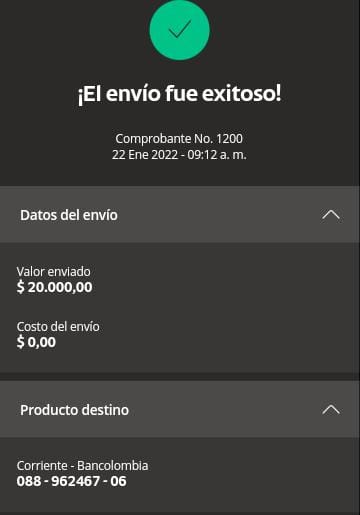 ¡El envío fue exitoso!
Comprobante No. 1200
22 Ene 2022 - 09:12 a. m.
Datos del envío
Valor enviado
$ 20.000,00
Costo del envío
$ 0,00
Producto destino
Corriente - Bancolombia
088 - 962467 - 06